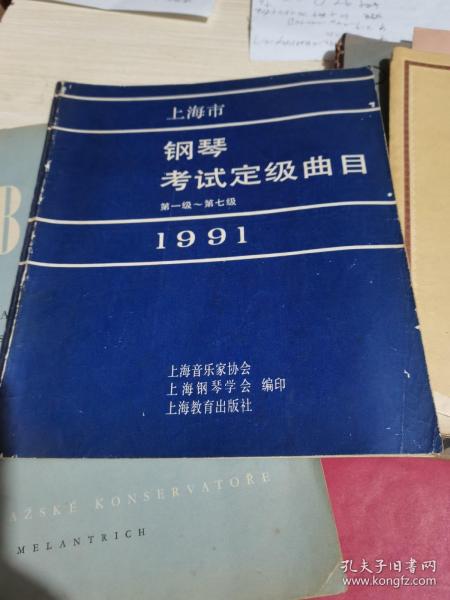 上海市
钢琴
考试定级曲目
第一级～第七级
1991
上海音乐家协会
上海钢琴学会 编印
上海教育出版社
B
AŽSKÉ KONSERVATOŘE
MELANTRICH
孔夫子旧书网
kongfz.com